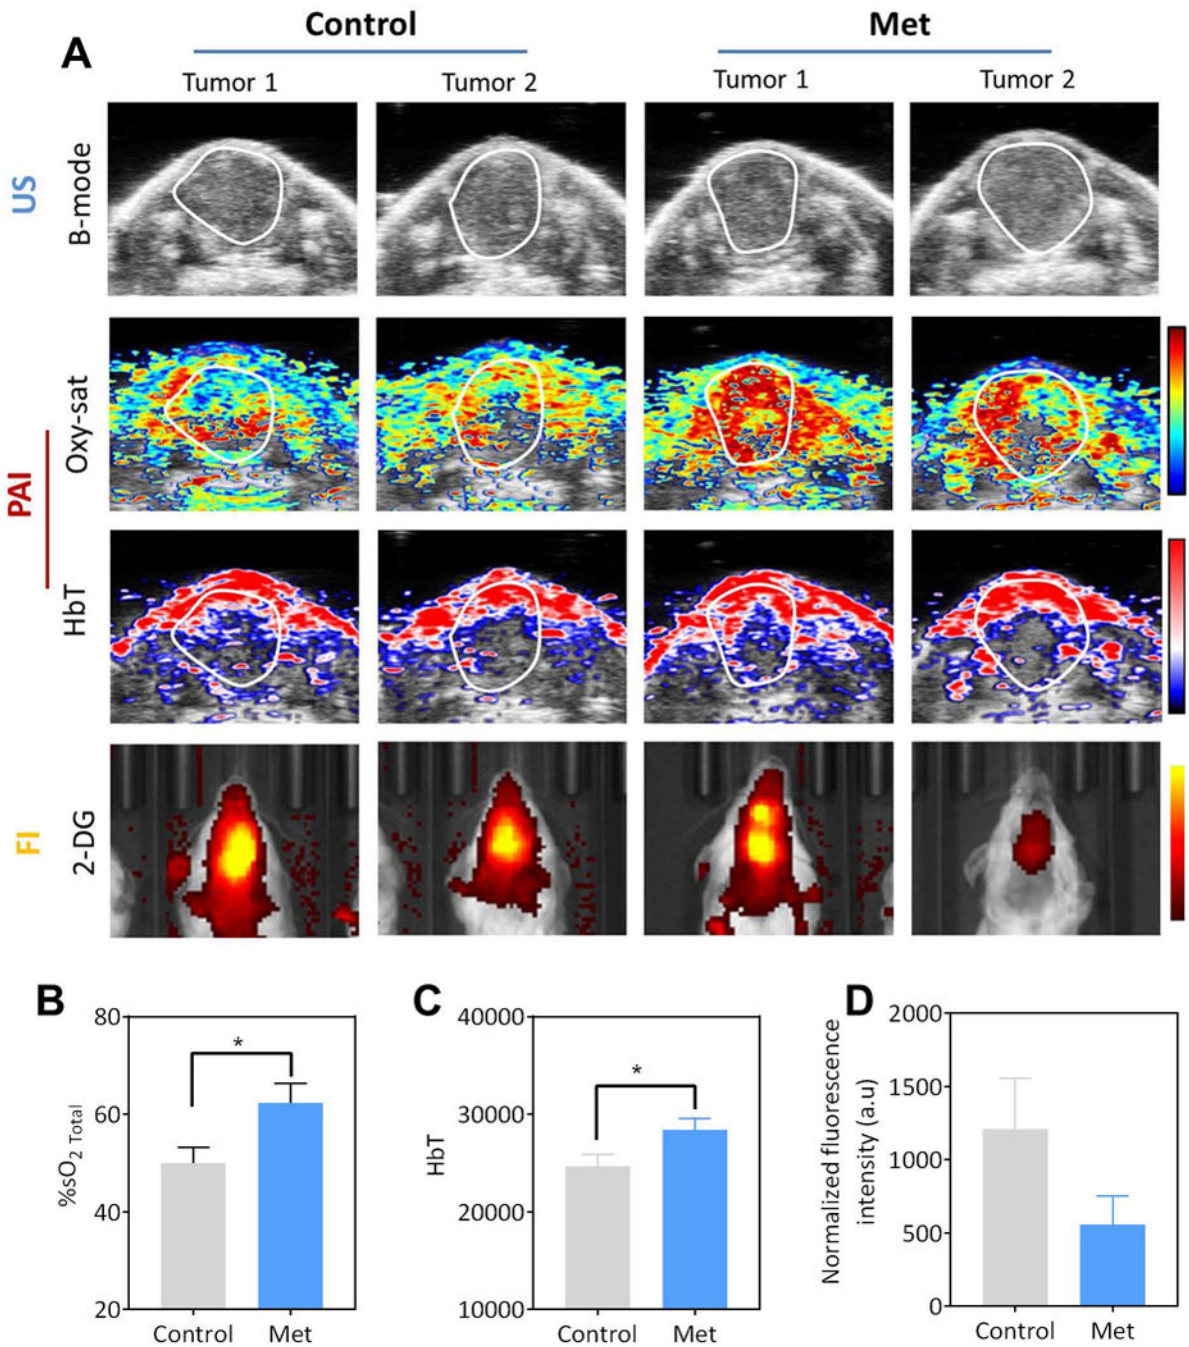 Control
Met
A
Tumor 1
Tumor 2
Tumor 1
Tumor 2
US
B-mode
PAI
Oxy-sat
HbT
FI
2-DG
B
%sO2 Total
80
60
40
20
*
Control
Met
C
HbT
40000
30000
20000
10000
*
Control
Met
D
Normalized fluorescence
intensity (a.u)
2000
1500
1000
500
0
Control
Met